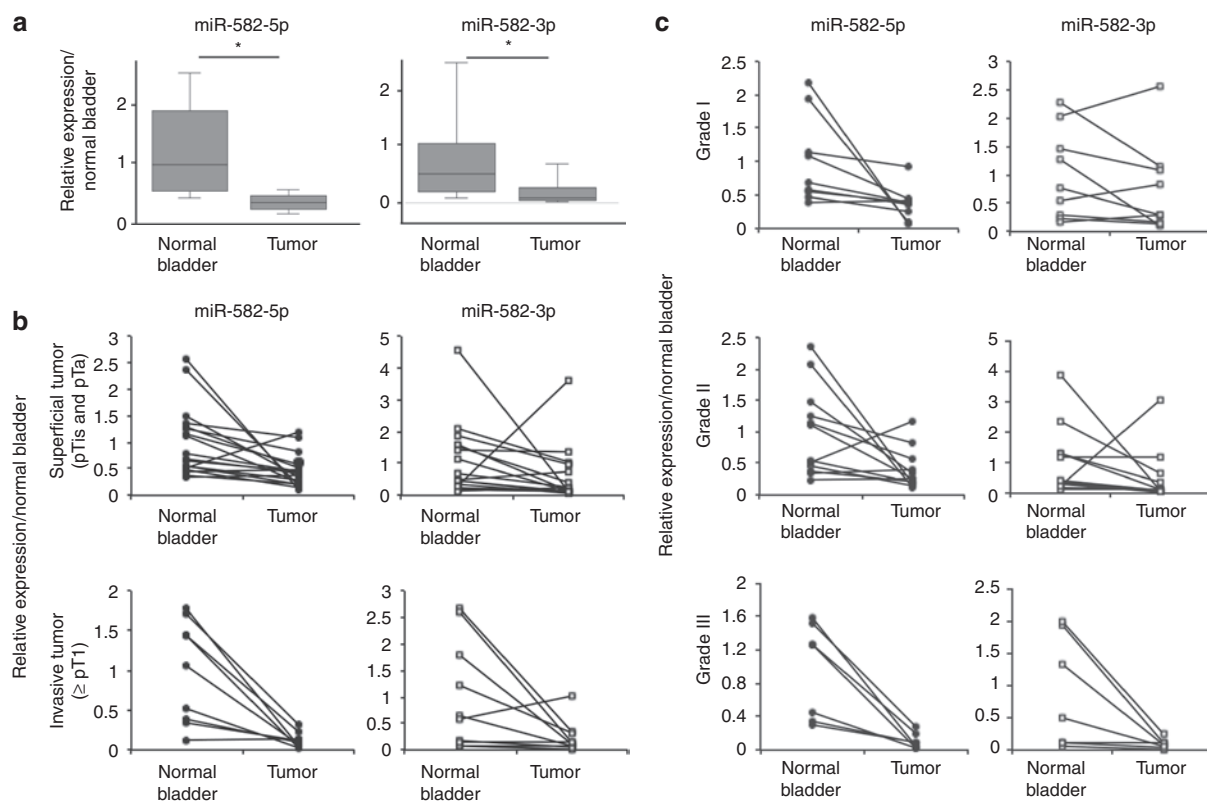 a
miR-582-5p
miR-582-3p
Relative expression/
normal bladder
*
*
2
1
0
2
1
0
Normal
bladder
Tumor
Normal
bladder
Tumor
b
Relative expression/normal bladder
miR-582-5p
miR-582-3p
Superficial tumor
(pTis and pTa)
3
2.5
2
1.5
1
0.5
0
5
4
3
2
1
0
Normal
bladder
Tumor
Normal
bladder
Tumor
Invasive tumor
(≥ pT1)
2
1.5
1
0.5
0
3
2.5
2
1.5
1
0.5
0
Normal
bladder
Tumor
Normal
bladder
Tumor
c
Relative expression/normal bladder
miR-582-5p
miR-582-3p
Grade I
2.5
2
1.5
1
0.5
0
3
2.5
2
1.5
1
0.5
0
Normal
bladder
Tumor
Normal
bladder
Tumor
Grade II
2.5
2
1.5
1
0.5
0
5
4
3
2
1
0
Normal
bladder
Tumor
Normal
bladder
Tumor
Grade III
2
1.6
1.2
0.8
0.4
0
2.5
2
1.5
1
0.5
0
Normal
bladder
Tumor
Normal
bladder
Tumor